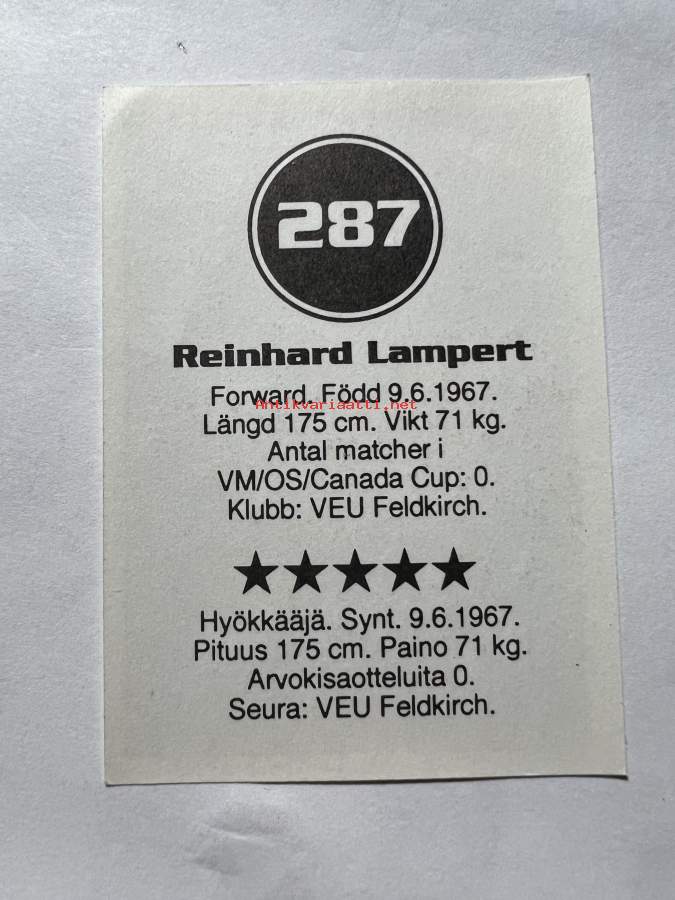 287
Reinhard Lampert
Forward. Född 9.6.1967.
Antikvariaatti.net
Längd 175 cm. Vikt 71 kg.
Antal matcher i
VM/OS/Canada Cup: 0.
Klubb: VEU Feldkirch.
Hyökkääjä. Synt. 9.6.1967.
Pituus 175 cm. Paino 71 kg.
Arvokisaotteluita 0.
Seura: VEU Feldkirch.